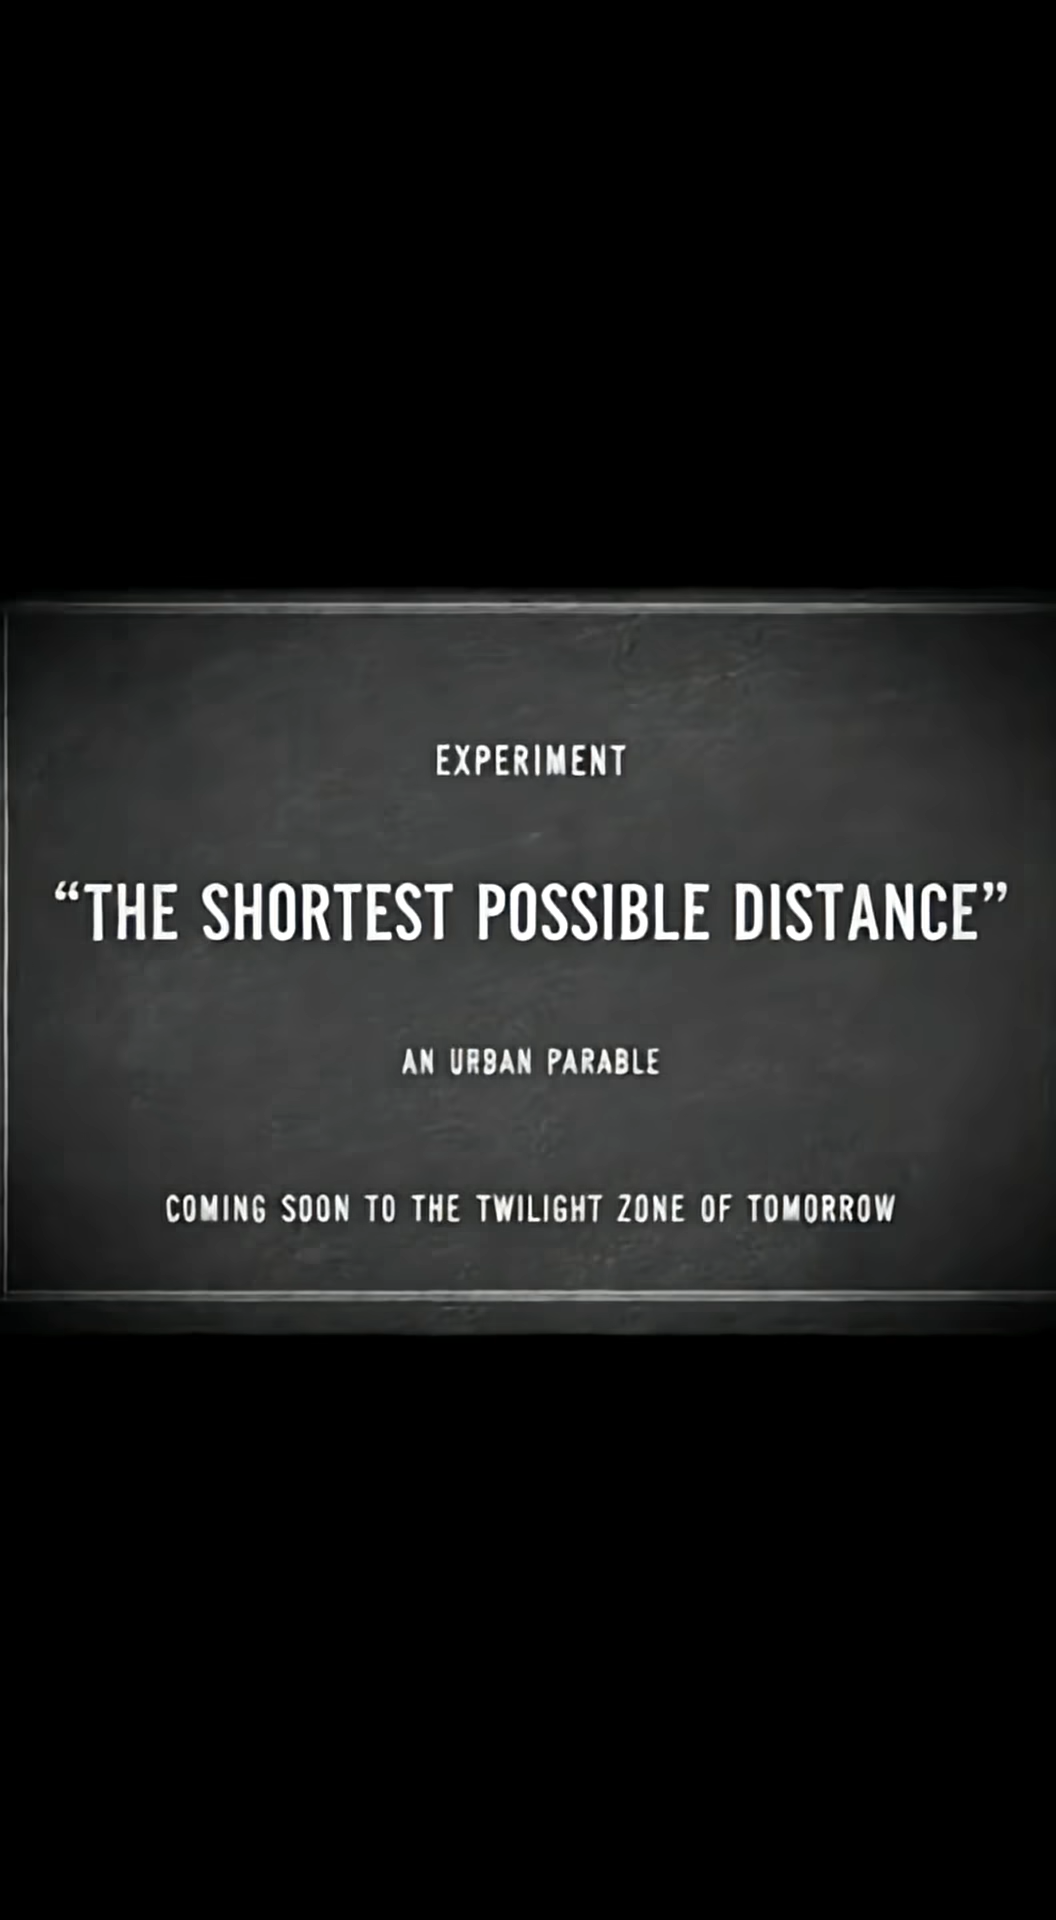 EXPERIMENT
“THE SHORTEST POSSIBLE DISTANCE”
AN URBAN PARABLE
COMING SOON TO THE TWILIGHT ZONE OF TOMORROW